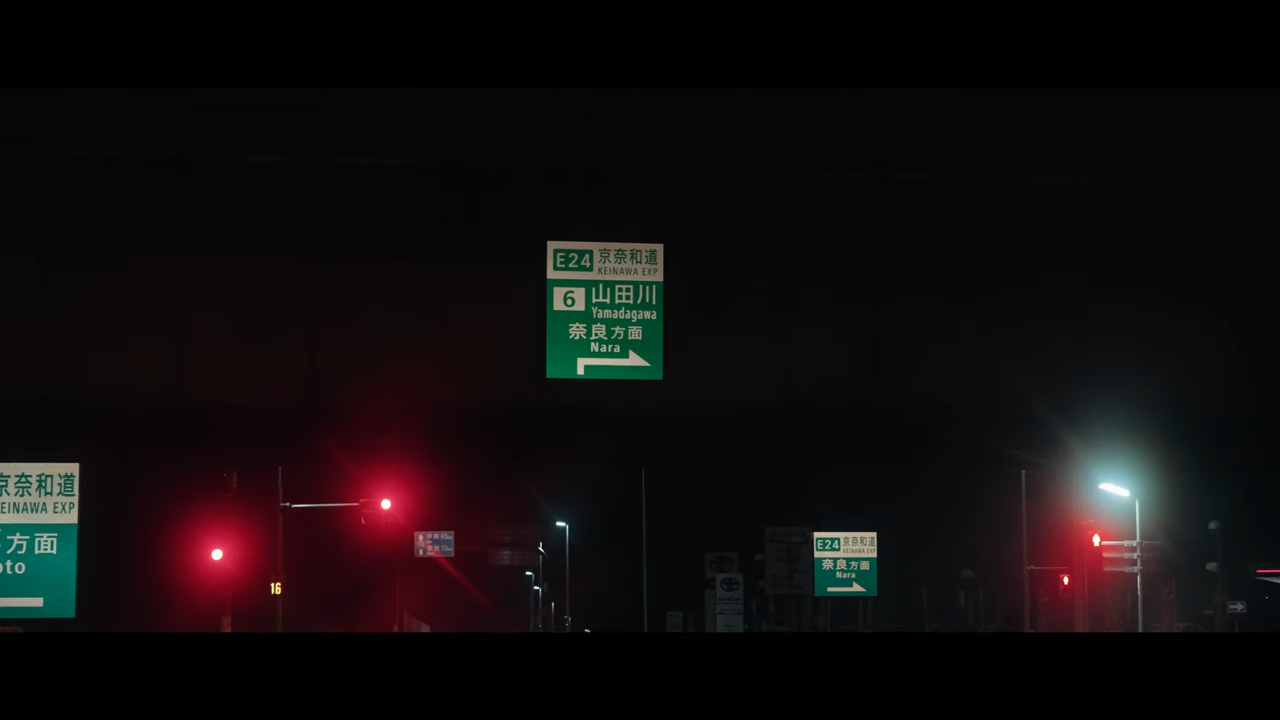 E24 京奈和道
KEINAWA EXP
6 山田川
Yamadagawa
奈良方面
Nara
京奈和道
EINAWA EXP
方面
oto
16
E24 京奈和道
KEINAWA EXP
奈良方面
Nara